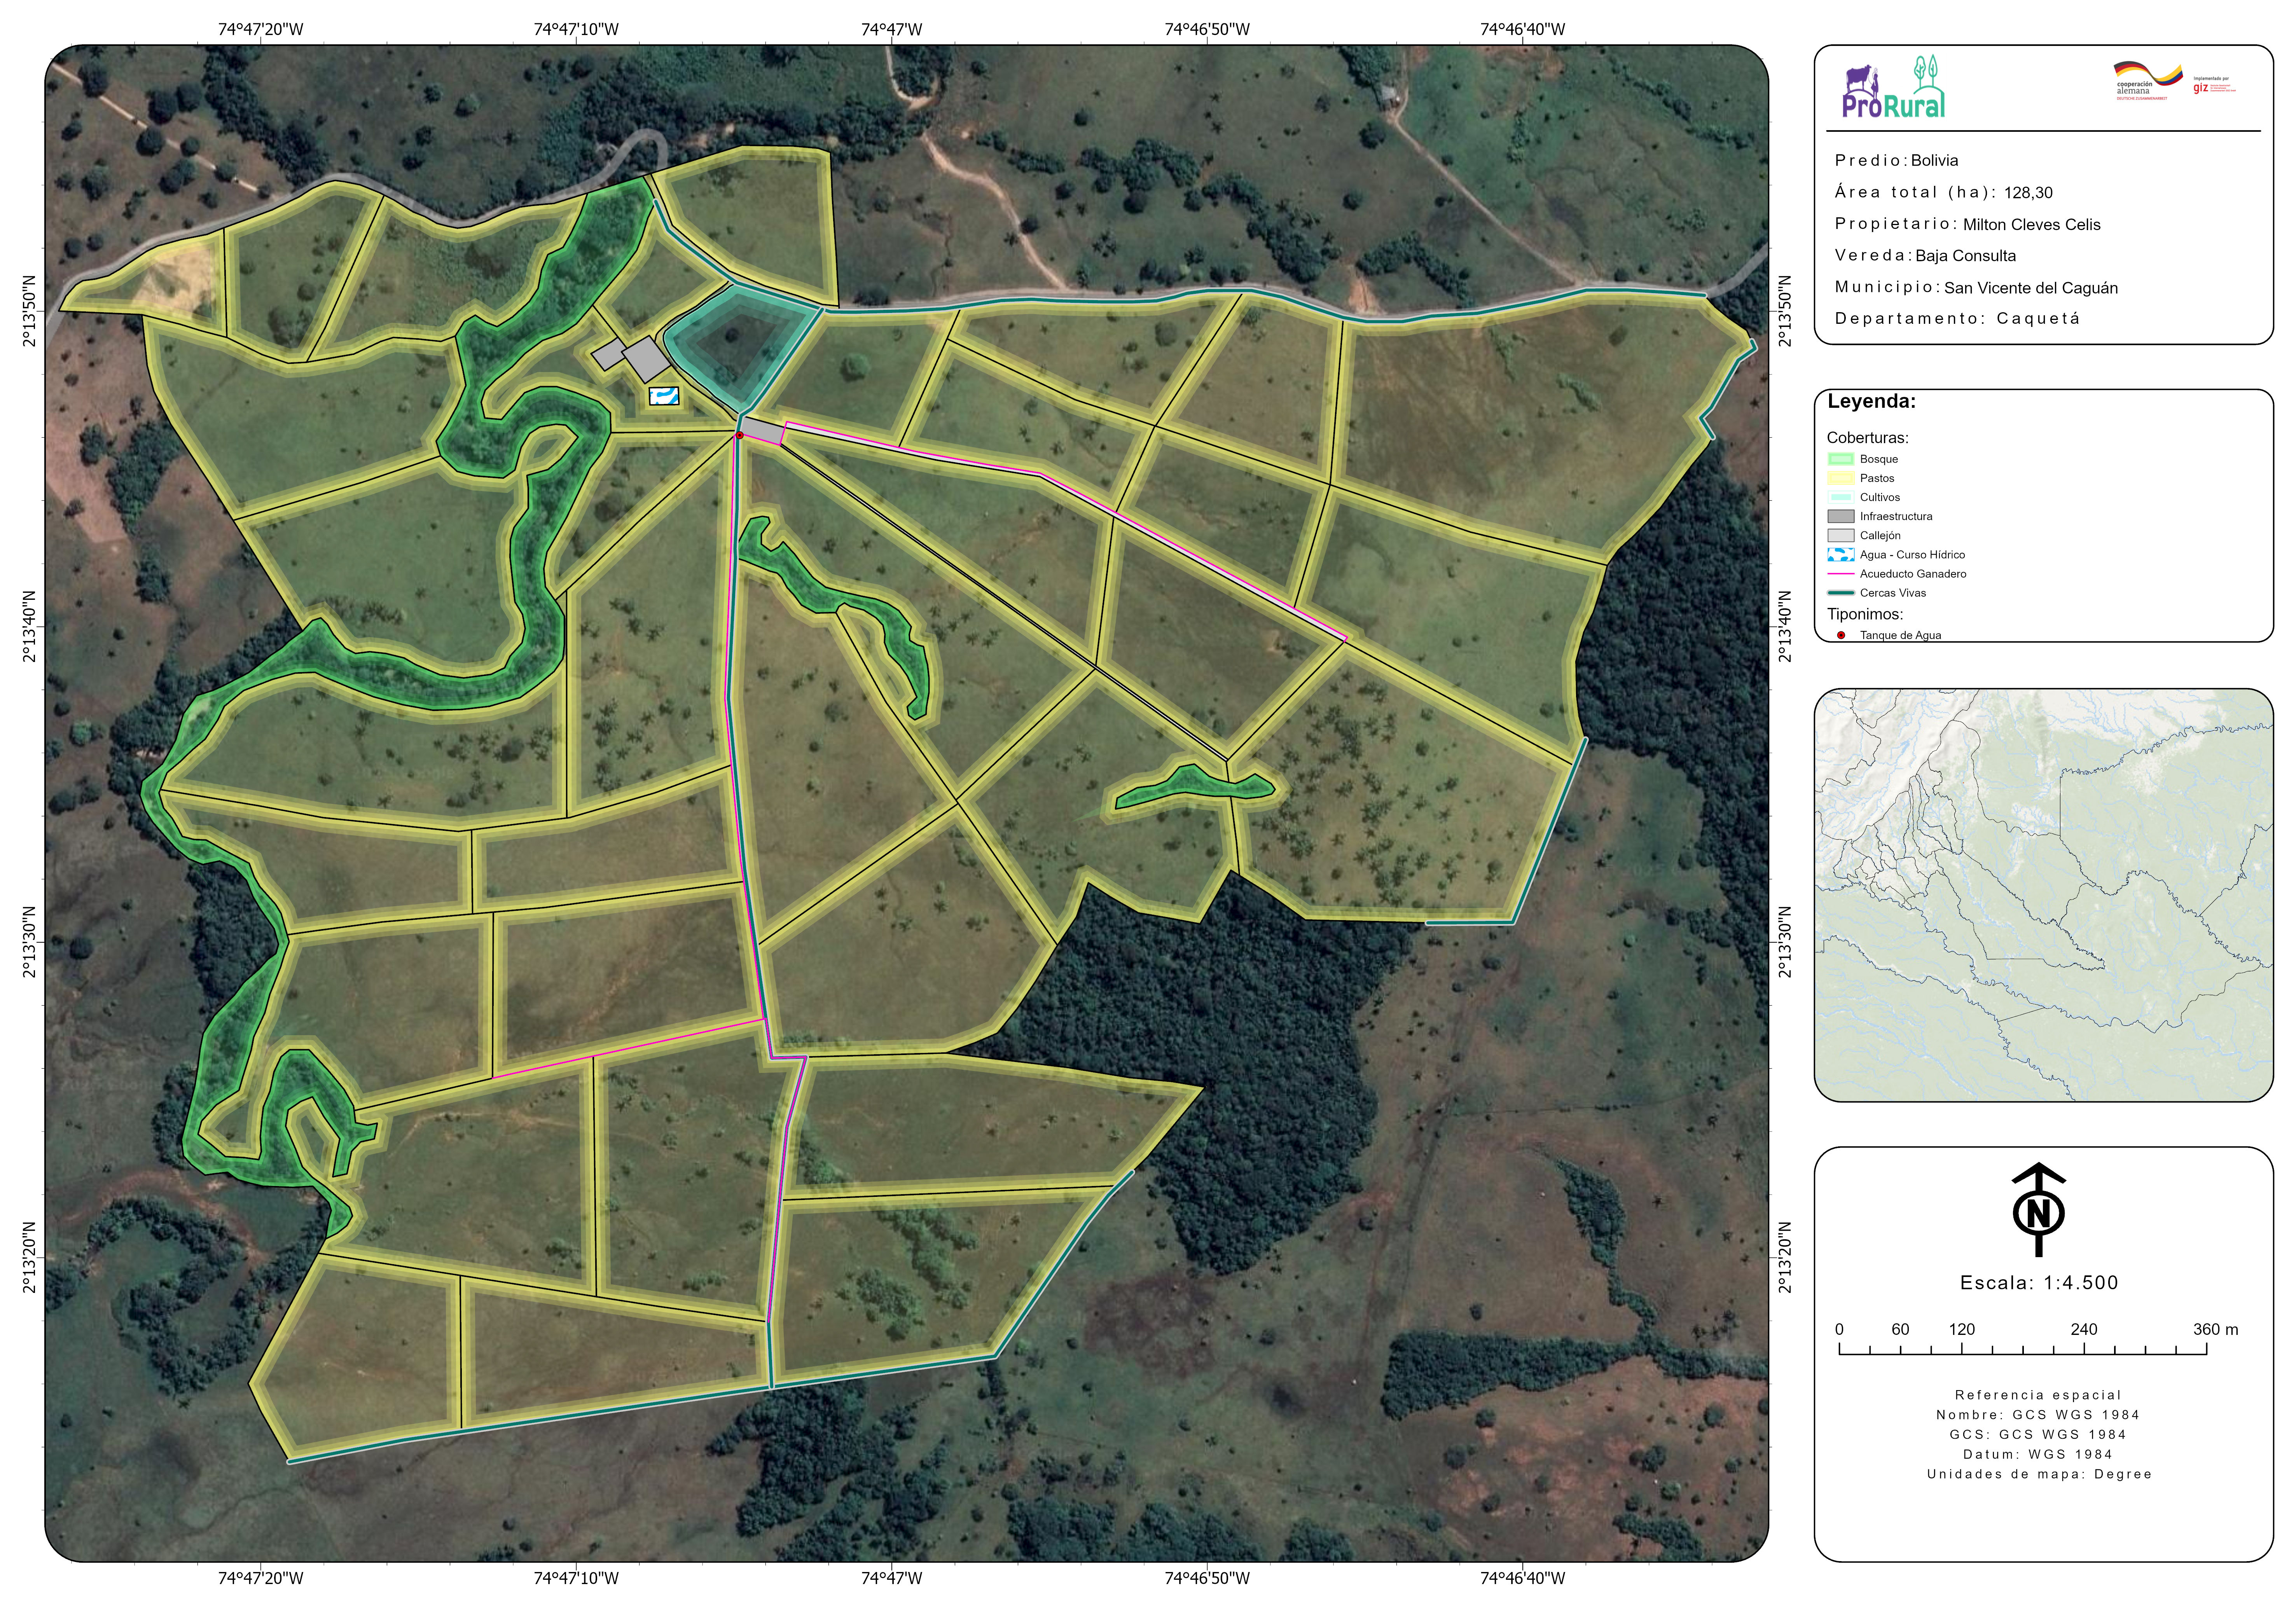 74°47'20"W 74°47'10"W 74°47'W 74°46'50"W 74°46'40"W
2°13'50"N
2°13'40"N
2°13'30"N
2°13'20"N
2°13'50"N
2°13'40"N
2°13'30"N
2°13'20"N
74°47'20"W 74°47'10"W 74°47'W 74°46'50"W 74°46'40"W
ProRural
cooperación
alemana
DEUTSCHE ZUSAMMENARBEIT
Implementada por
giz
Predio: Bolivia
Área total (ha): 128,30
Propietario: Milton Cleves Celis
Vereda: Baja Consulta
Municipio: San Vicente del Caguán
Departamento: Caquetá
Leyenda:
Coberturas:
Bosque
Pastos
Cultivos
Infraestructura
Callejón
Agua - Curso Hídrico
Acueducto Ganadero
Cercas Vivas
Tiponimos:
Tanque de Agua
N
Escala: 1:4.500
0 60 120 240 360 m
Referencia espacial
Nombre: GCS WGS 1984
GCS: GCS WGS 1984
Datum: WGS 1984
Unidades de mapa: Degree